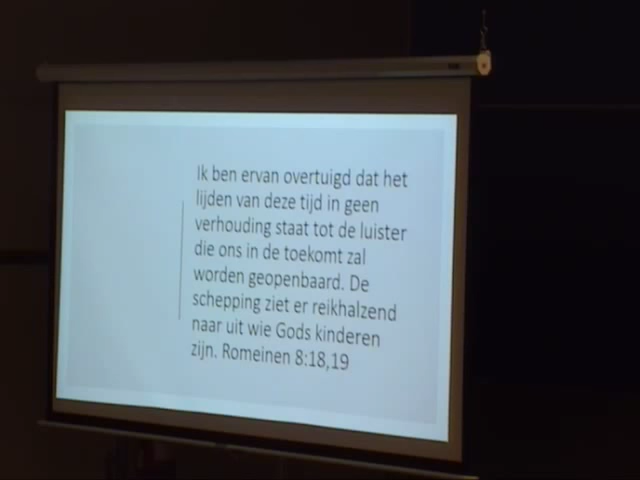 Ik ben ervan overtuigd dat het
lijden van deze tijd in geen
verhouding staat tot de luister
die ons in de toekomt zal
worden geopenbaard. De
schepping ziet er reikhalzend
naar uit wie Gods kinderen
zijn. Romeinen 8:18,19